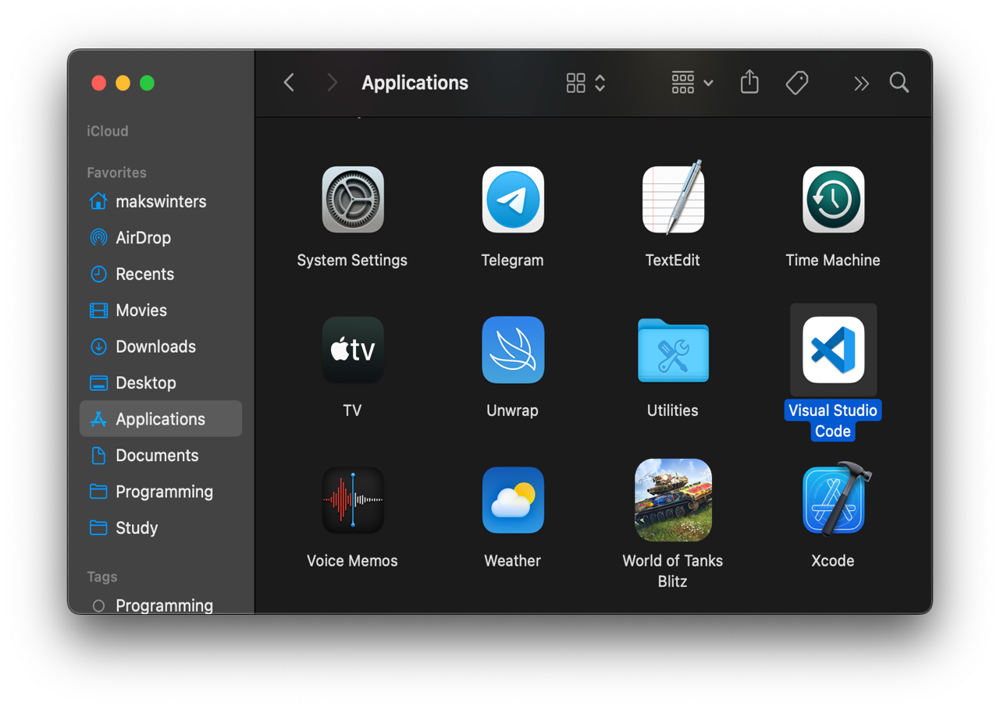 Applications
iCloud
Favorites
makswinters
AirDrop
Recents
Movies
Downloads
Desktop
Applications
Documents
Programming
Study
Tags
Programming
System Settings
Telegram
TextEdit
Time Machine
tv
TV
Unwrap
Utilities
Visual Studio
Code
Voice Memos
Weather
World of Tanks
Blitz
Xcode